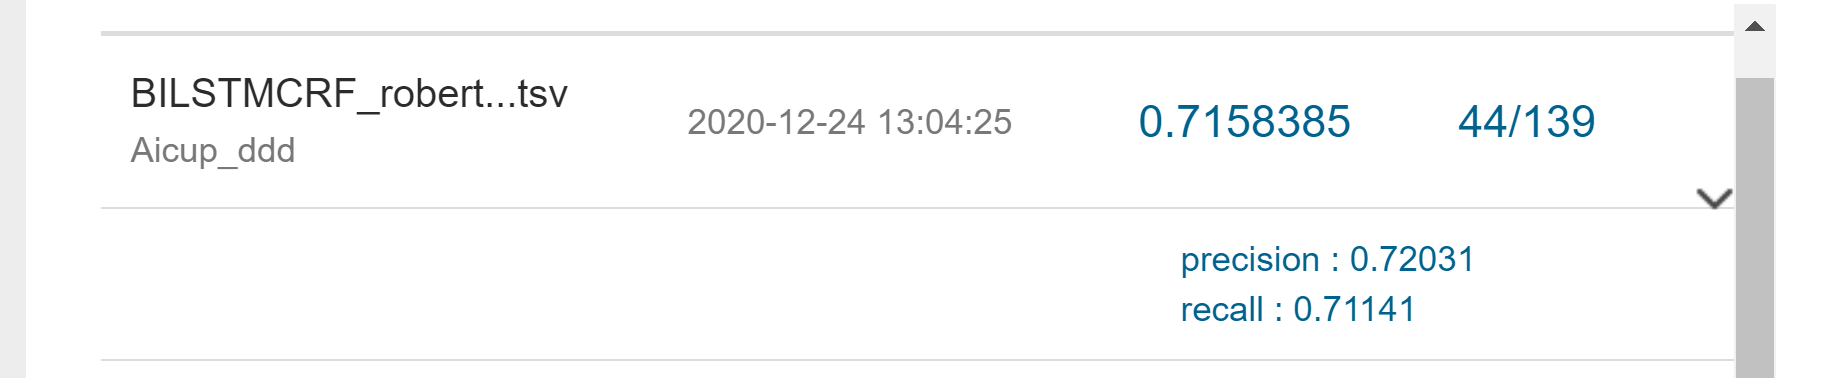 BILSTMCRF_robert...tsv
Aicup_ddd
2020-12-24 13:04:25
0.7158385
44/139
precision : 0.72031
recall : 0.71141